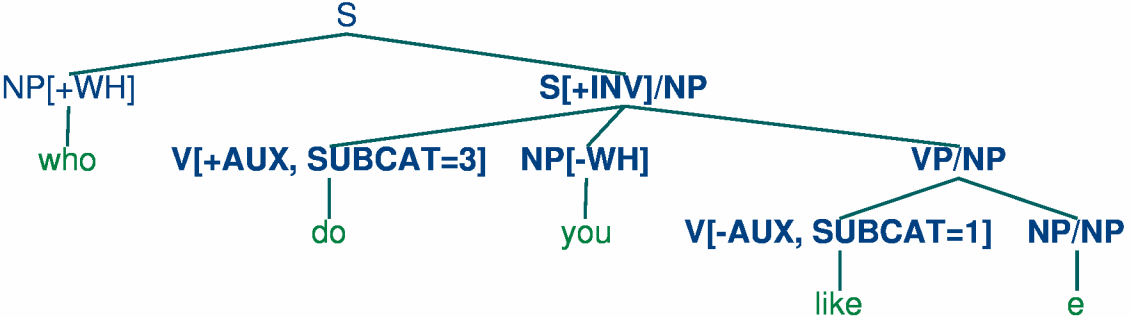 S
NP[+WH] S[+INV]/NP
who V[+AUX, SUBCAT=3] NP[-WH] VP/NP
do you V[-AUX, SUBCAT=1] NP/NP
like e